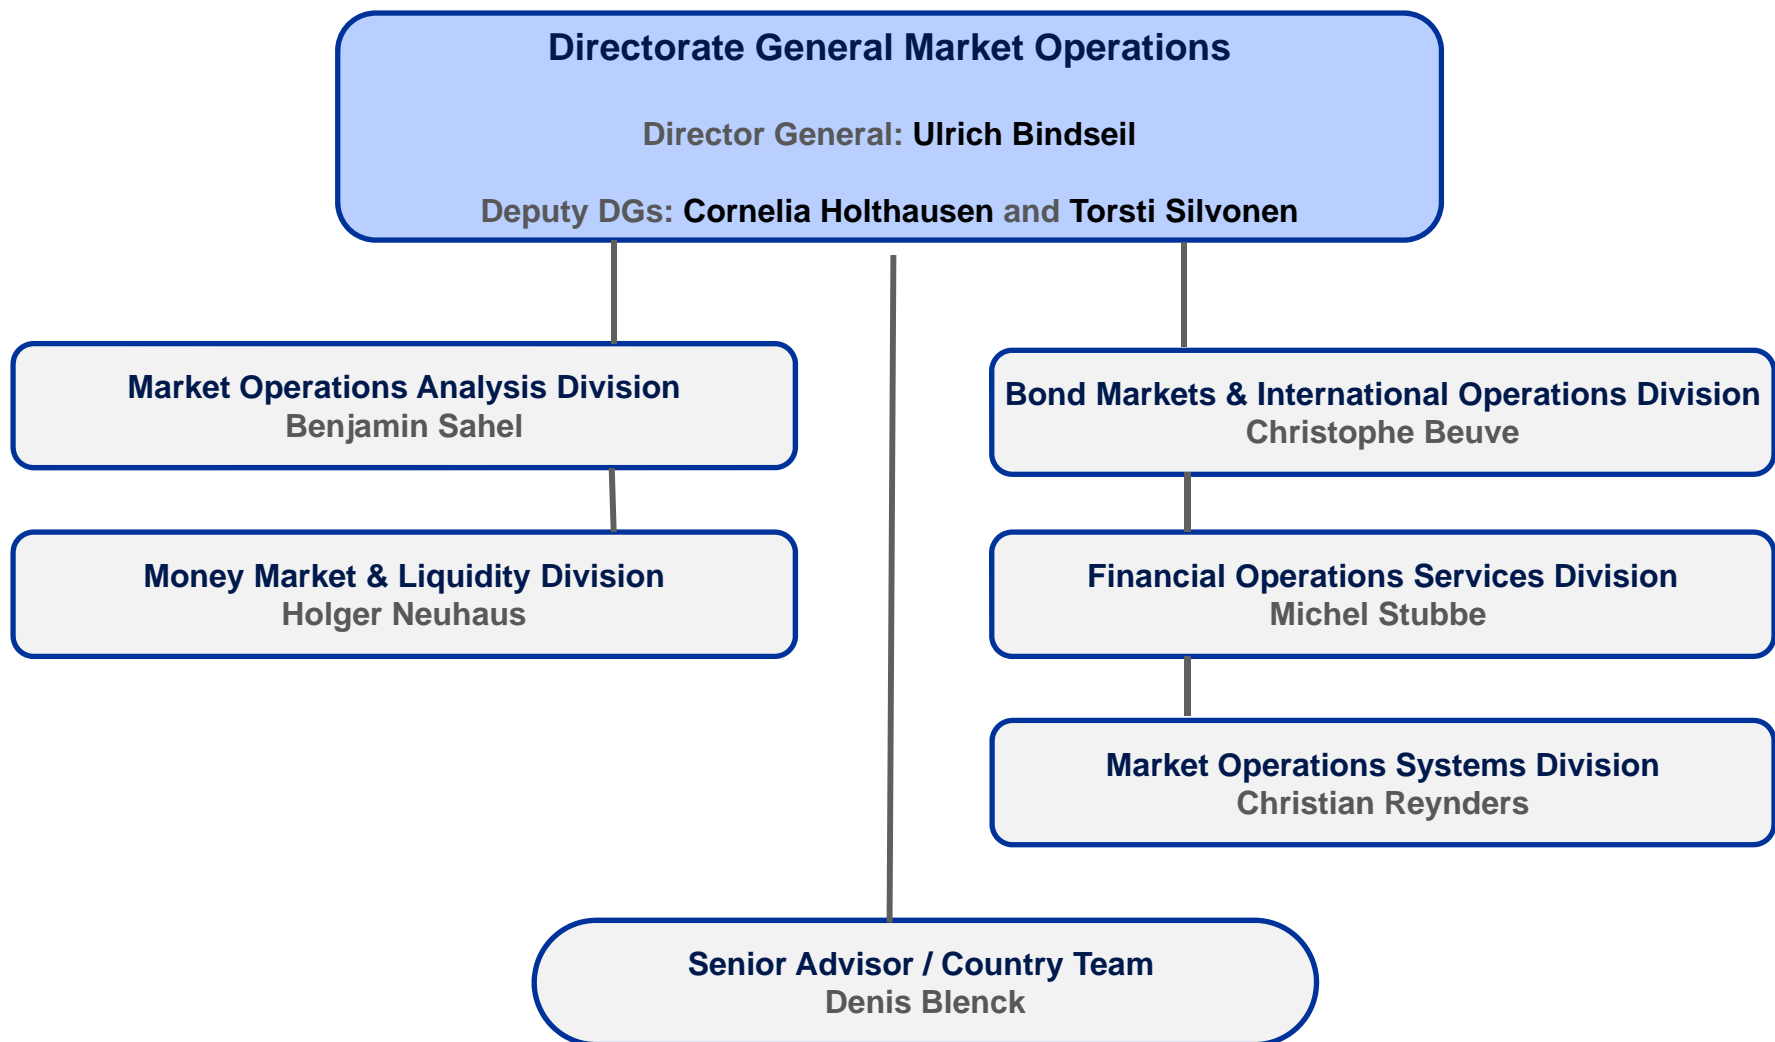 Directorate General Market Operations
Director General: Ulrich Bindseil
Deputy DGs: Cornelia Holthausen and Torsti Silvonen
Market Operations Analysis Division
Benjamin Sahel
Bond Markets & International Operations Division
Christophe Beuve
Money Market & Liquidity Division
Holger Neuhaus
Financial Operations Services Division
Michel Stubbe
Market Operations Systems Division
Christian Reynders
Senior Advisor / Country Team
Denis Blenck